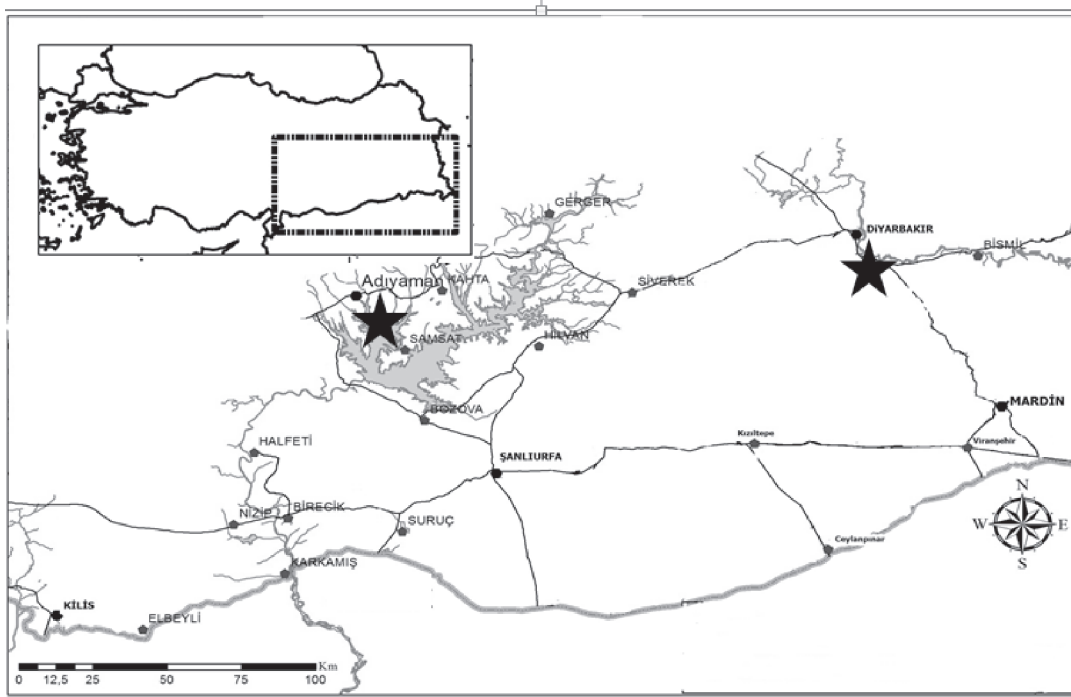 GERGER
DİYARBAKIR
BİSMİL
Adıyaman
KAHTA
SİVEREK
SAMSAT
HİLVAN
MARDİN
BOZOVA
HALFETİ
Kızıltepe
Viranşehir
ŞANLIURFA
N
W E
S
NİZİP
BİRECİK
SURUÇ
Ceylanpınar
KARKAMIŞ
KİLİS
ELBEYLİ
Km
0 12,5 25 50 75 100